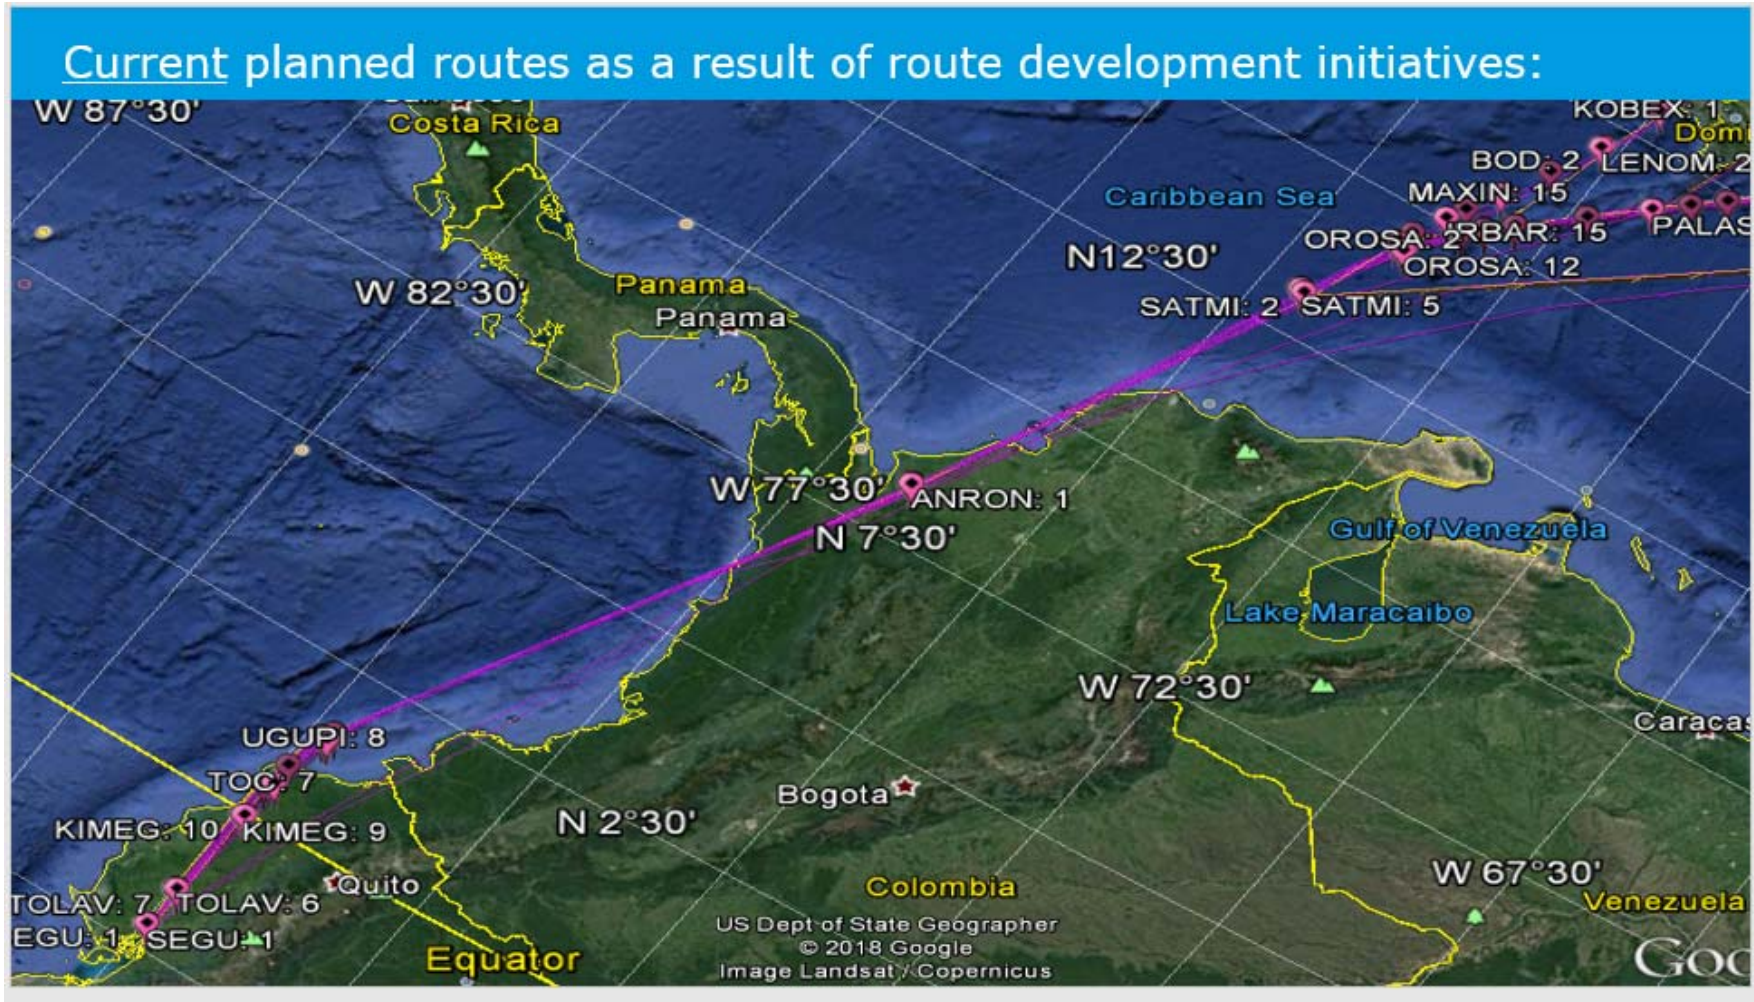 Current planned routes as a result of route development initiatives:
W 87°30'
KOBEX: 1
Costa Rica
BOD: 2
LENOM: 2
Caribbean Sea
MAXIN: 15
OROSA: 2
IRBAR: 15
PALAS
N12°30'
OROSA: 12
W 82°30'
Panama
Panama
SATMI: 2
SATMI: 5
W 77°30'
ANRON: 1
N 7°30'
Gulf of Venezuela
Lake Maracaibo
W 72°30'
Caracas
UGUPI: 8
TOC: 7
Bogota
N 2°30'
KIMEG: 10
KIMEG: 9
W 67°30'
Quito
Colombia
Venezuela
TOLAV: 7
TOLAV: 6
US Dept of State Geographer
EGU: 1
SEGU: 1
© 2018 Google
Equator
Image Landsat / Copernicus
Goo